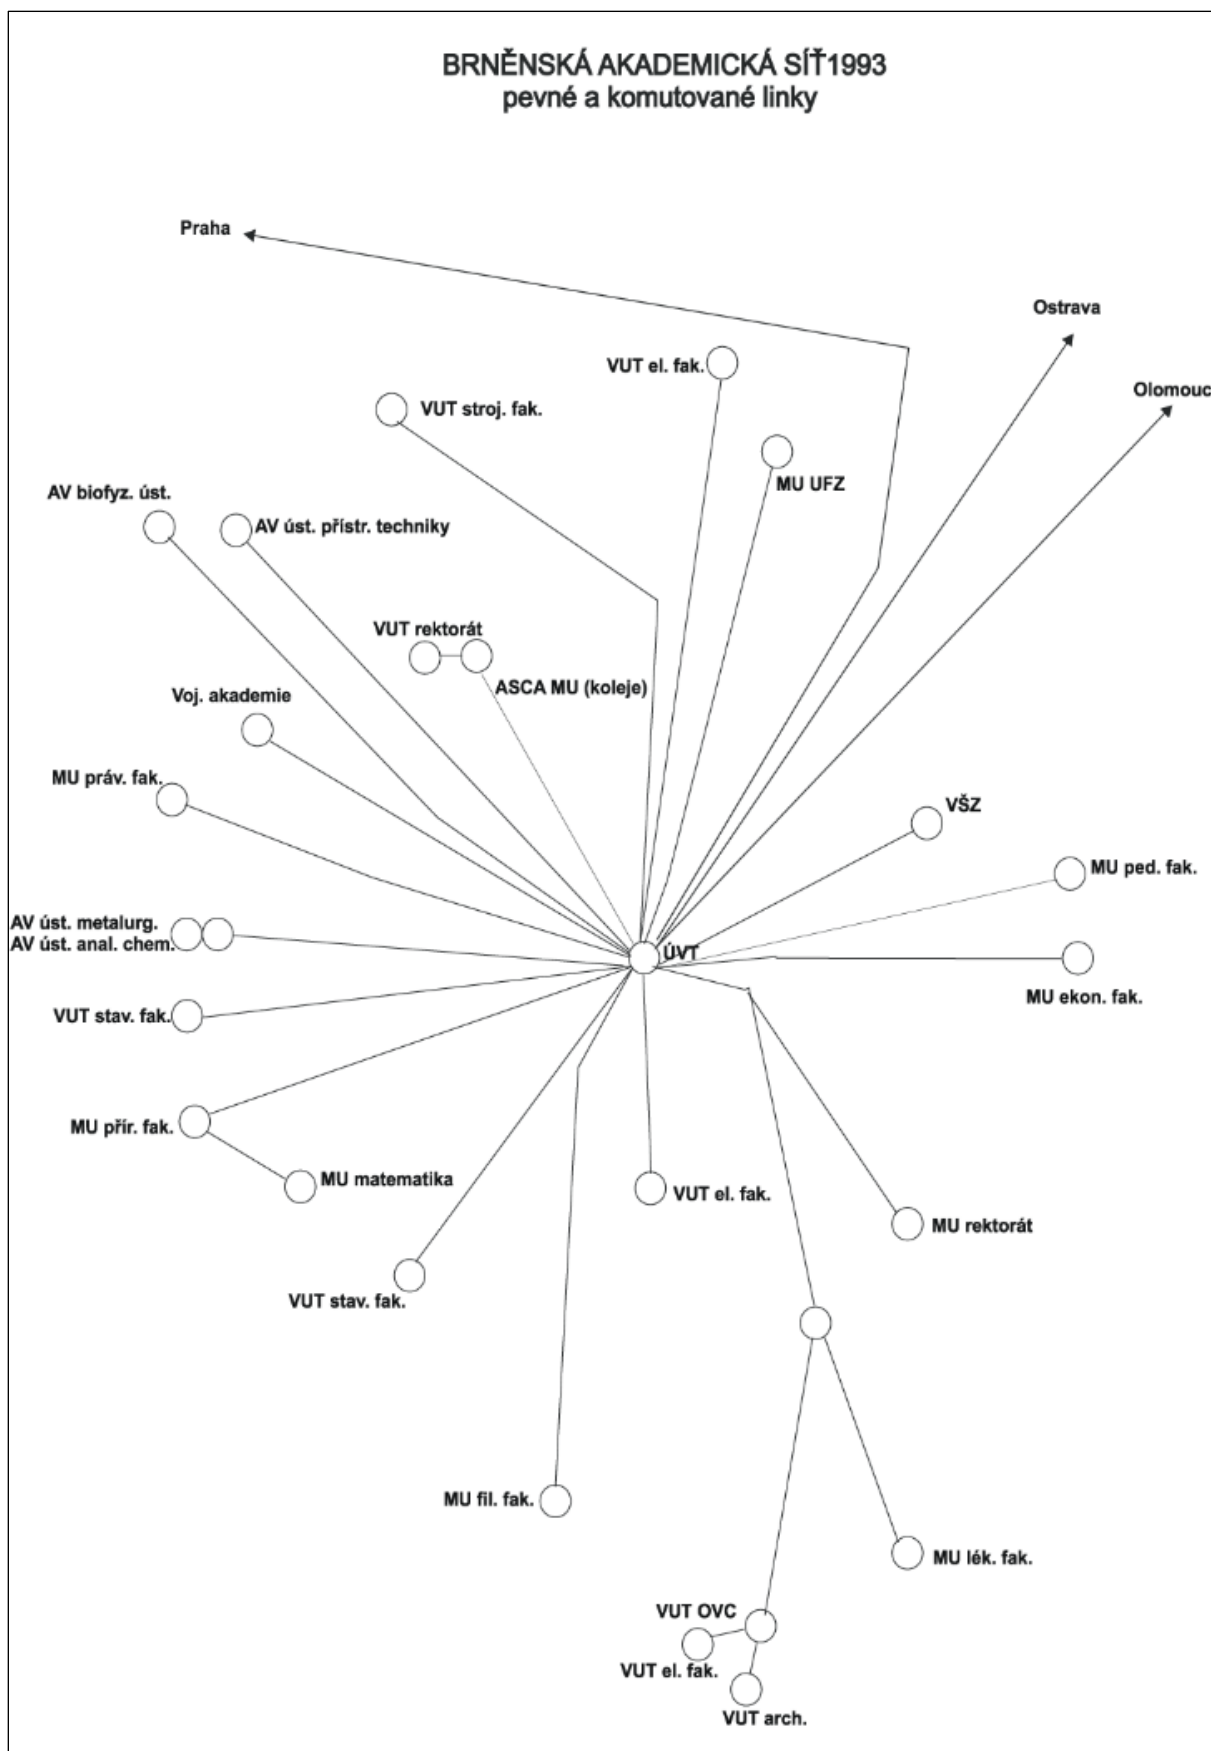 BRNĚNSKÁ AKADEMICKÁ SÍŤ1993
pevné a komutované linky
Praha
Ostrava
VUT el. fak.
Olomouc
VUT stroj. fak.
MU UFZ
AV biofyz. úst.
AV úst. přístr. techniky
VUT rektorát
ASCA MU (koleje)
Voj. akademie
MU práv. fak.
VŠZ
MU ped. fak.
AV úst. metalurg.
AV úst. anal. chem.
ÚVT
MU ekon. fak.
VUT stav. fak.
MU přír. fak.
MU matematika
VUT el. fak.
MU rektorát
VUT stav. fak.
MU fil. fak.
MU lék. fak.
VUT OVC
VUT el. fak.
VUT arch.